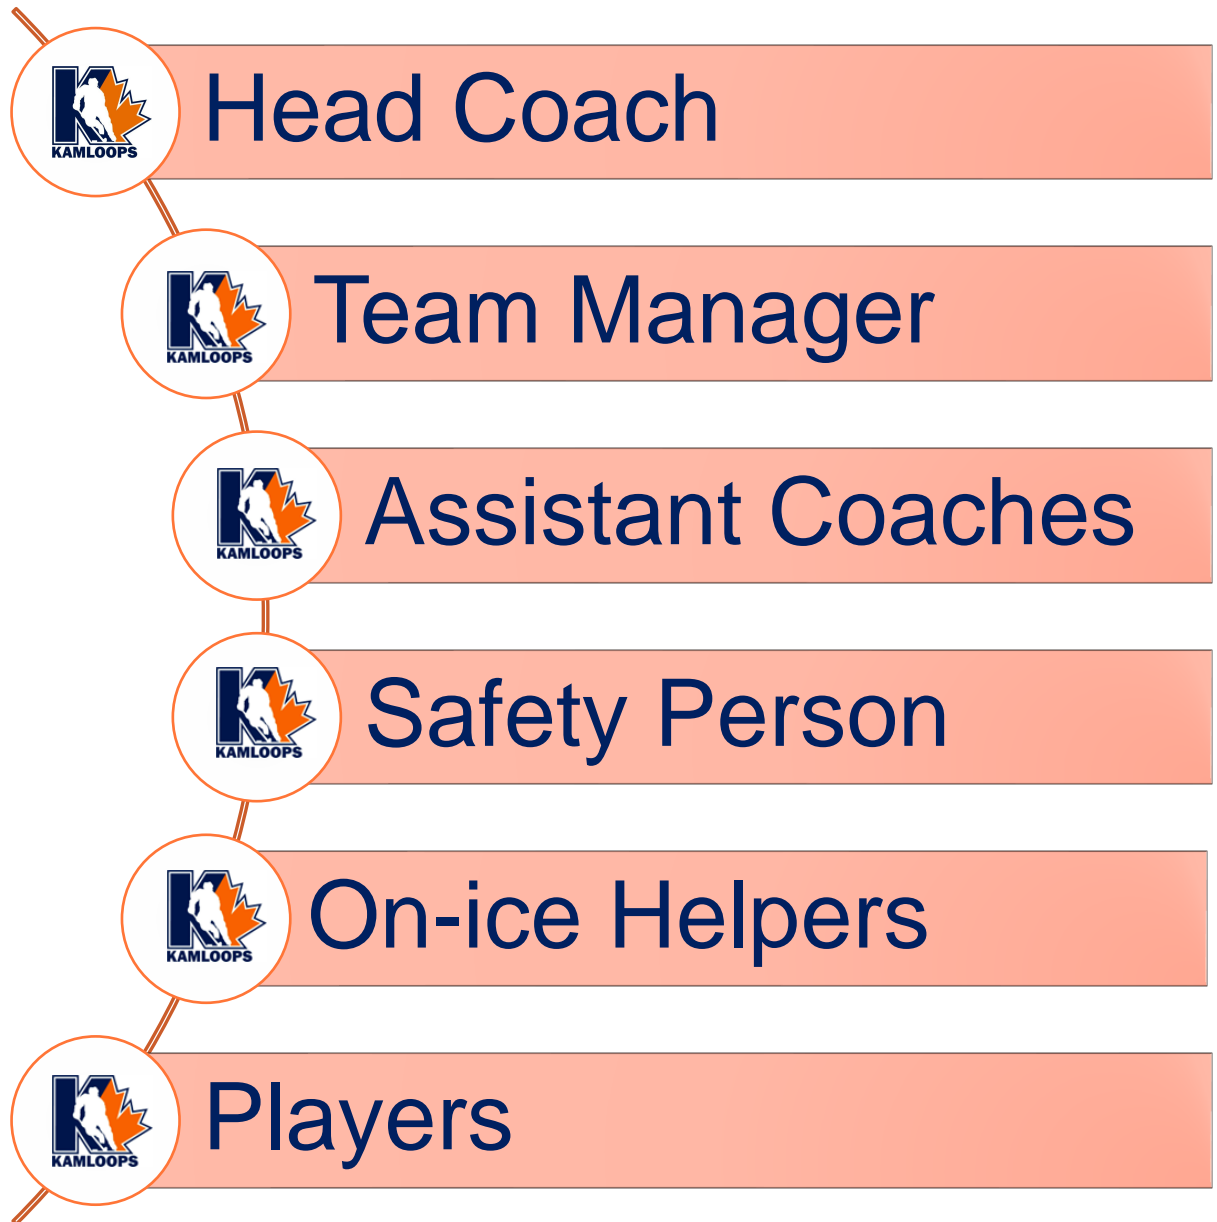 KAMLOOPS
Head Coach
KAMLOOPS
Team Manager
KAMLOOPS
Assistant Coaches
KAMLOOPS
Safety Person
KAMLOOPS
On-ice Helpers
KAMLOOPS
Players